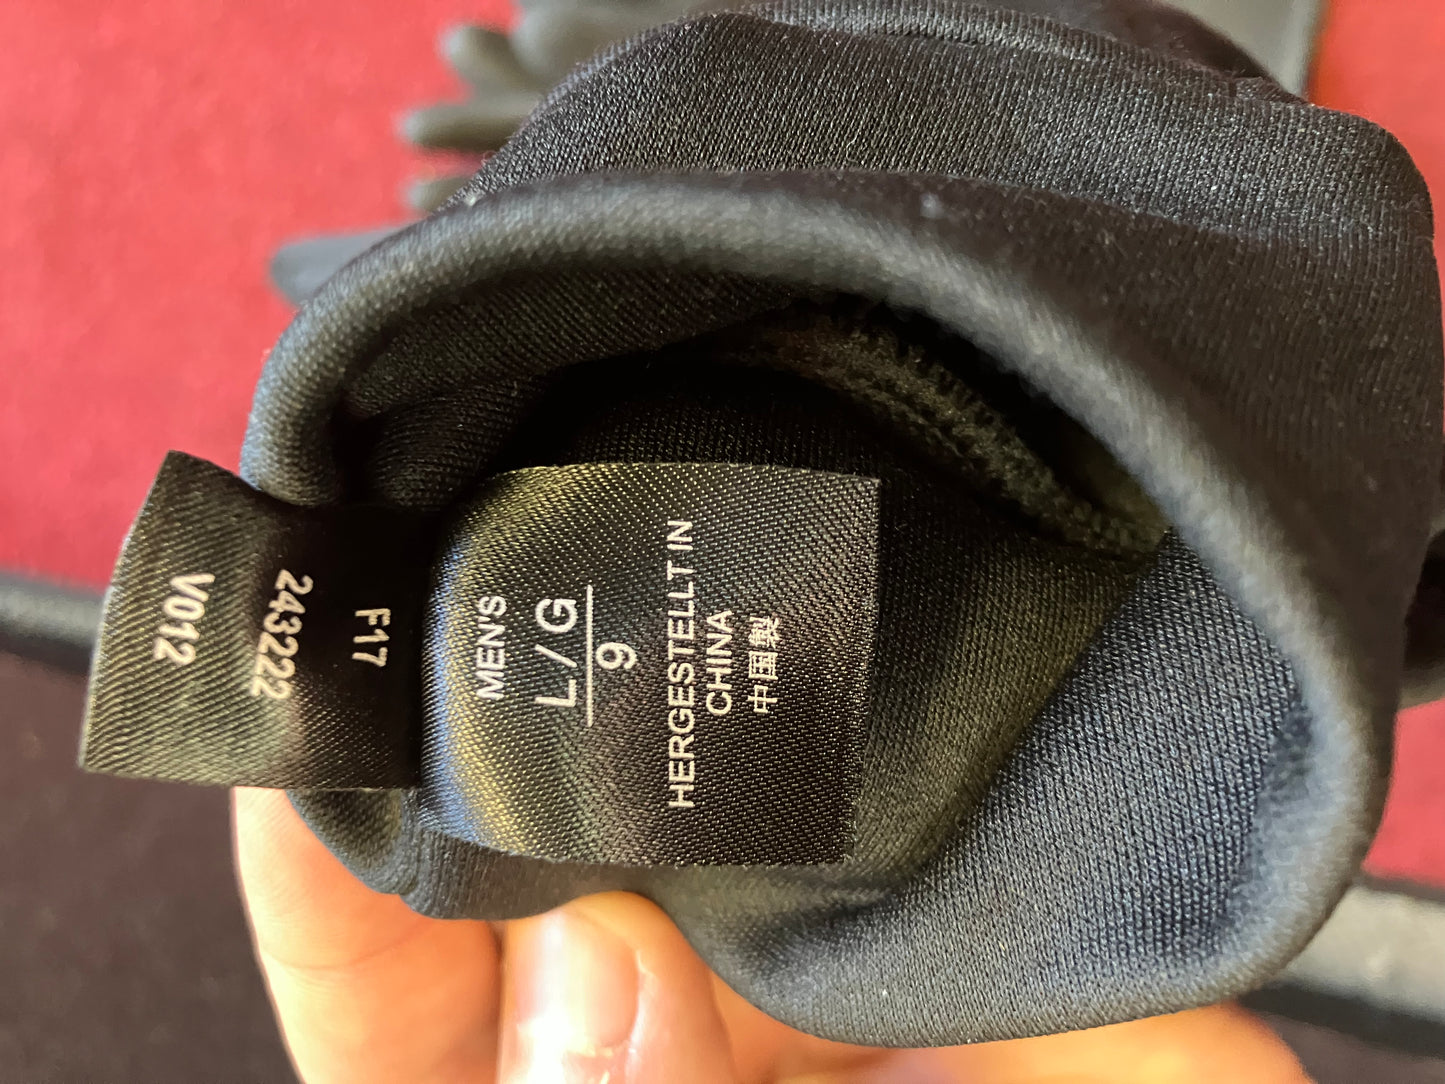 MEN'S
L / G
9
HERGESTELLT IN
CHINA
中国製
F17
243222
V012